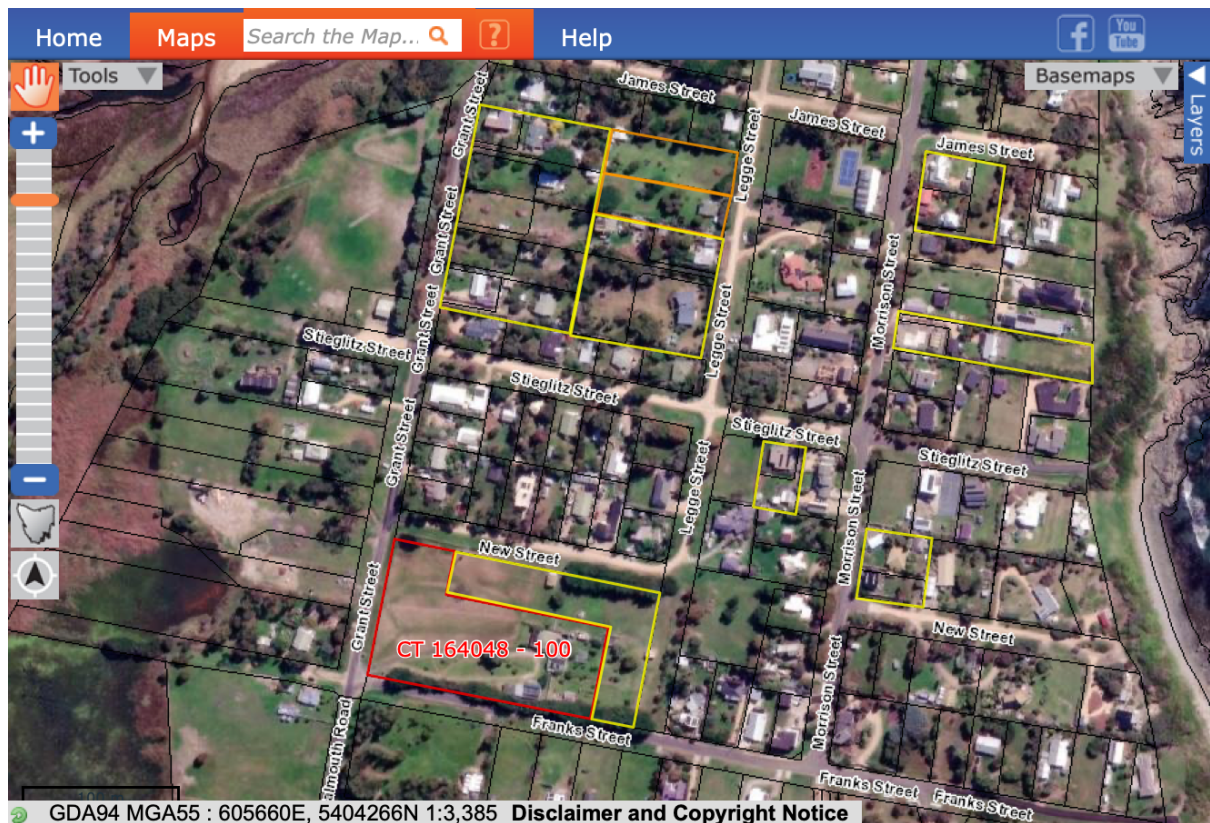 Home
Maps
Search the Map...
?
Help
f
You
Tube
Tools
Basemaps
Layers
James Street
James Street
James Street
Grant Street
Legge Street
Grant Street
Morrison Street
Grant Street
Legge Street
Stieglitz Street
Stieglitz Street
Stieglitz Street
Stieglitz Street
Grant Street
Legge Street
Morrison Street
New Street
Grant Street
New Street
CT 164048 - 100
Morrison Street
Franks Street
almouth Road
Franks Street
Franks Street
GDA94 MGA55 : 605660E, 5404266N 1:3,385 Disclaimer and Copyright Notice